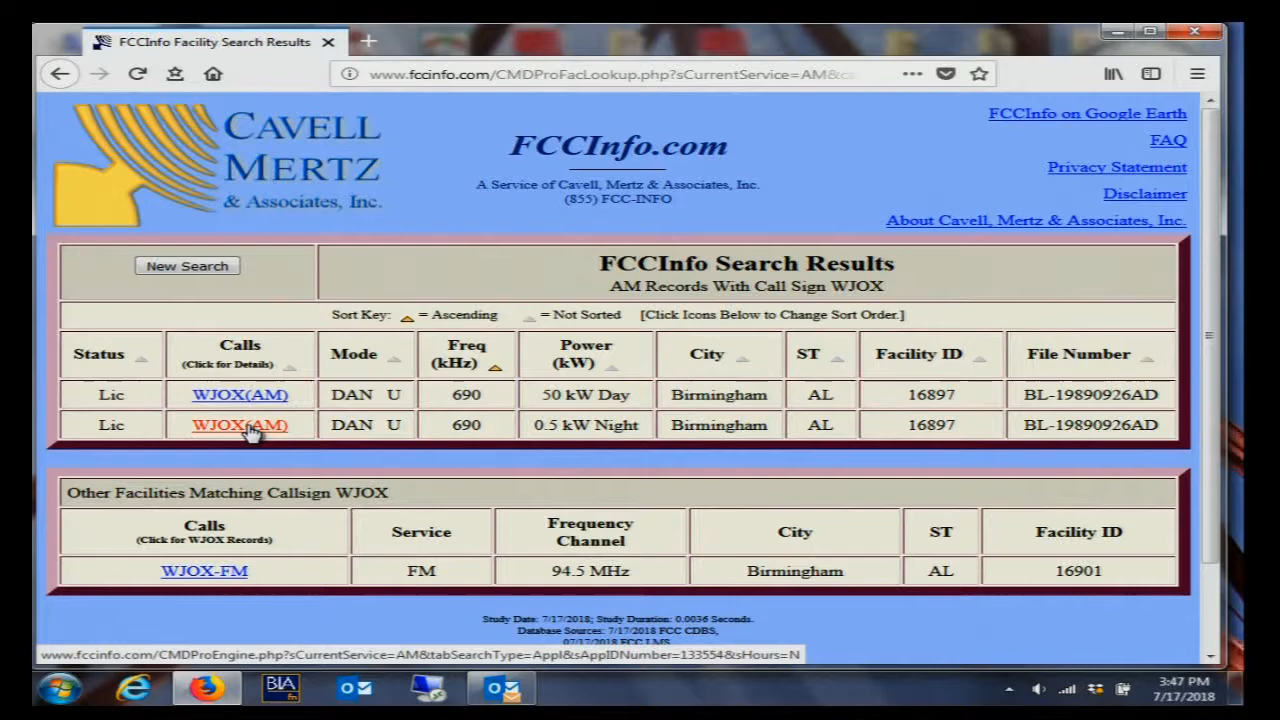 FCCInfo Facility Search Results
www.fccinfo.com/CMDProFacLookup.php?sCurrentService=AM&
CAVELL
MERTZ
& Associates, Inc.
FCCInfo.com
A Service of Cavell, Mertz & Associates, Inc.
(855) FCC-INFO
FCCInfo on Google Earth
FAQ
Privacy Statement
Disclaimer
About Cavell, Mertz & Associates, Inc.
New Search
FCCInfo Search Results
AM Records With Call Sign WJOX
Sort Key: = Ascending = Not Sorted [Click Icons Below to Change Sort Order.]
Status Calls (Click for Details) Mode Freq (kHz) Power (kW) City ST Facility ID File Number
Lic WJOX(AM) DAN U 690 50 kW Day Birmingham AL 16897 BL-19890926AD
Lic WJOX(AM) DAN U 690 0.5 kW Night Birmingham AL 16897 BL-19890926AD
Other Facilities Matching Callsign WJOX
Calls (Click for WJOX Records) Service Frequency Channel City ST Facility ID
WJOX-FM FM 94.5 MHz Birmingham AL 16901
Study Date: 7/17/2018; Study Duration: 0.0036 Seconds.
Database Sources: 7/17/2018 FCC CDBS,
07/17/2018 FCC LMS
www.fccinfo.com/CMDProEngine.php?sCurrentService=AM&tabSearchType=Appl&sAppIDNumber=133554&sHours=N
BIA
fn
3:47 PM
7/17/2018